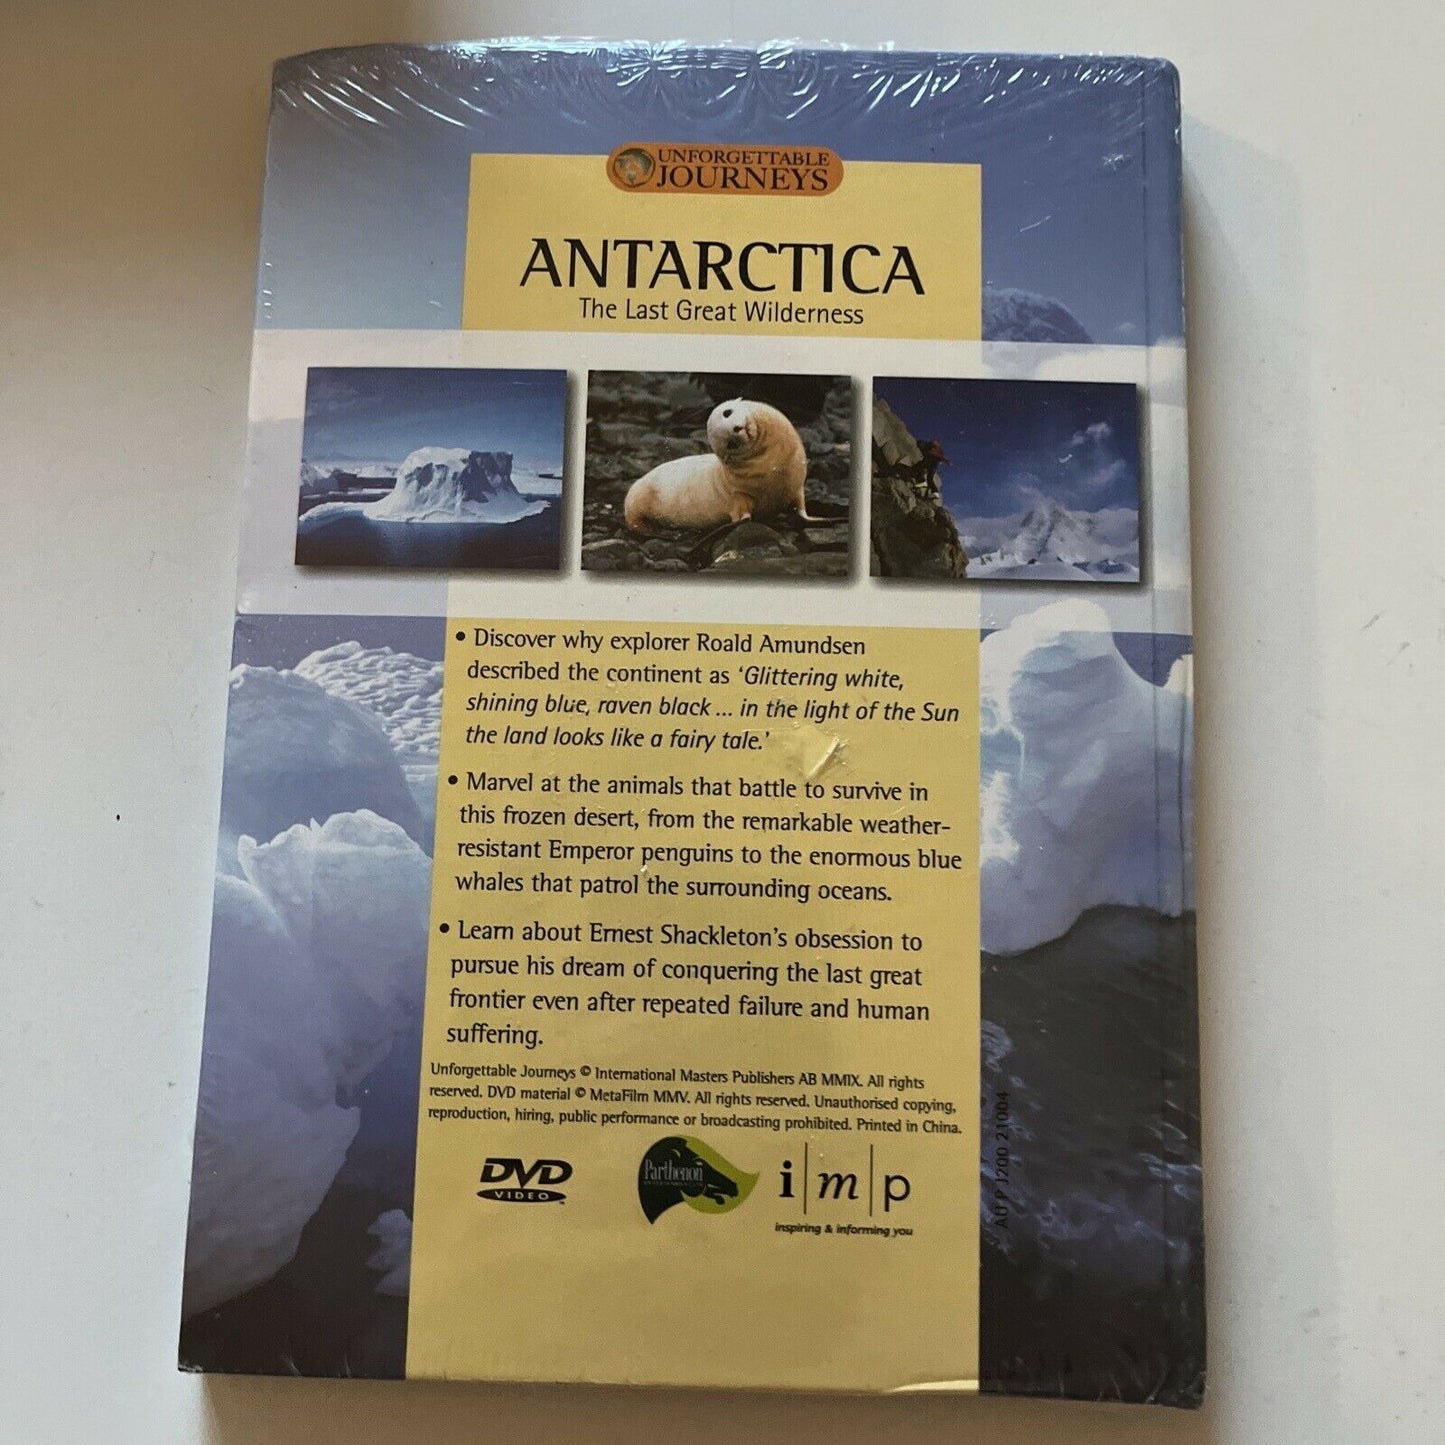 UNFORGETTABLE
JOURNEYS
ANTARCTICA
The Last Great Wilderness
• Discover why explorer Roald Amundsen
described the continent as ‘Glittering white,
shining blue, raven black ... in the light of the Sun
the land looks like a fairy tale.’
• Marvel at the animals that battle to survive in
this frozen desert, from the remarkable weather-
resistant Emperor penguins to the enormous blue
whales that patrol the surrounding oceans.
• Learn about Ernest Shackleton's obsession to
pursue his dream of conquering the last great
frontier even after repeated failure and human
suffering.
Unforgettable Journeys © International Masters Publishers AB MMIX. All rights
reserved. DVD material © MetaFilm MMV. All rights reserved. Unauthorised copying,
reproduction, hiring, public performance or broadcasting prohibited. Printed in China.
DVD
VIDEO
Parthenon
i|m|p
inspiring & informing you
AU P J200 21004